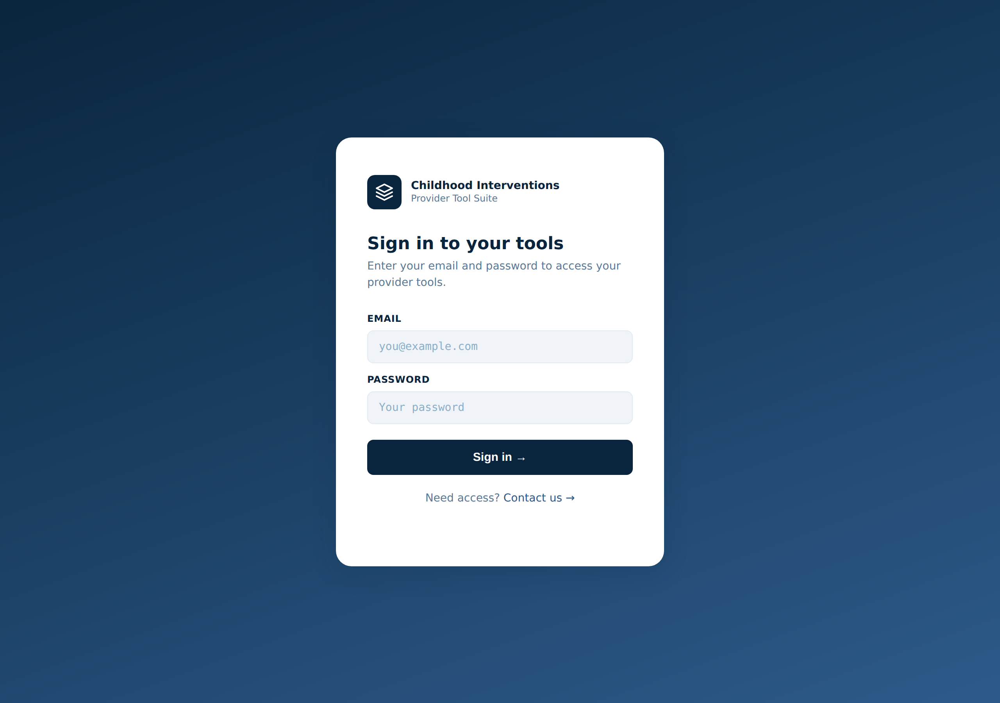 Childhood Interventions
Provider Tool Suite
Sign in to your tools
Enter your email and password to access your
provider tools.
EMAIL
you@example.com
PASSWORD
Your password
Sign in →
Need access? Contact us →